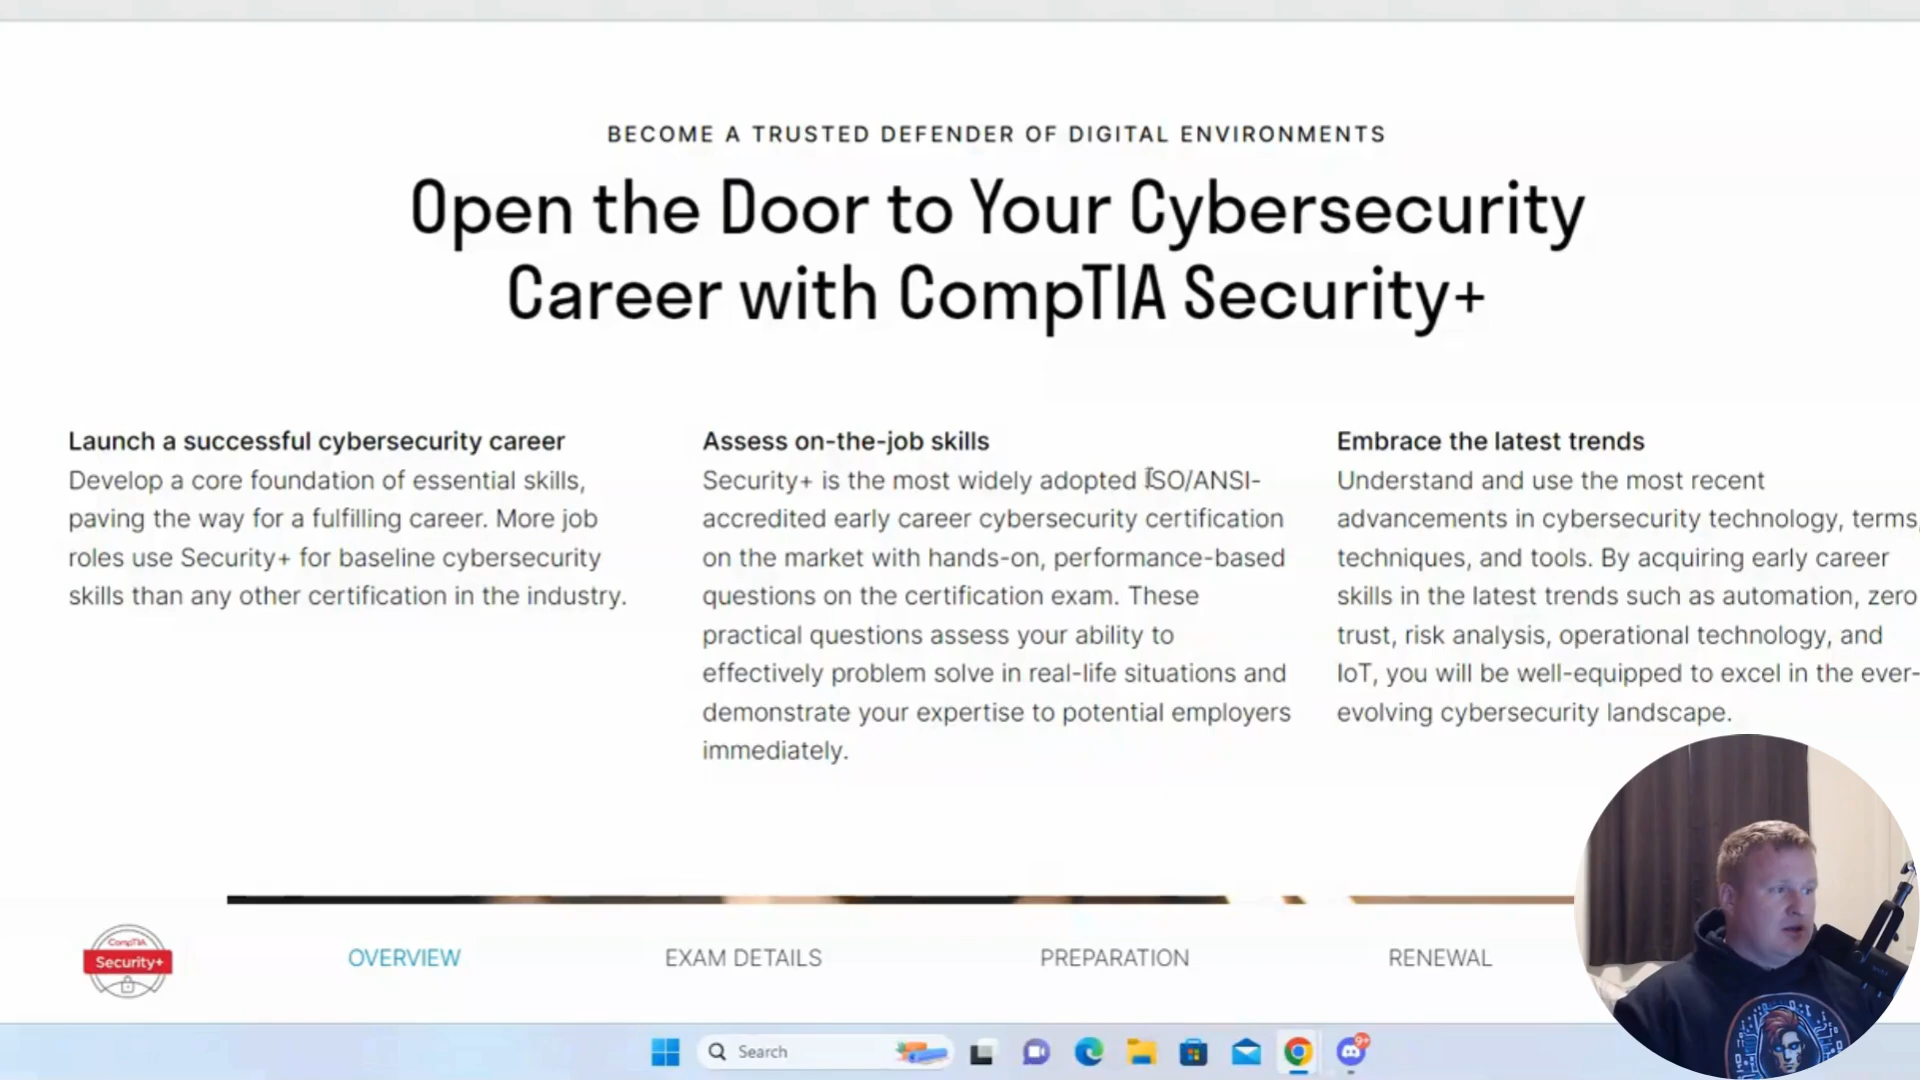 BECOME A TRUSTED DEFENDER OF DIGITAL ENVIRONMENTS
Open the Door to Your Cybersecurity
Career with CompTIA Security+
Launch a successful cybersecurity career
Develop a core foundation of essential skills,
paving the way for a fulfilling career. More job
roles use Security+ for baseline cybersecurity
skills than any other certification in the industry.
Assess on-the-job skills
Security+ is the most widely adopted ISO/ANSI-
accredited early career cybersecurity certification
on the market with hands-on, performance-based
questions on the certification exam. These
practical questions assess your ability to
effectively problem solve in real-life situations and
demonstrate your expertise to potential employers
immediately.
Embrace the latest trends
Understand and use the most recent
advancements in cybersecurity technology, terms,
techniques, and tools. By acquiring early career
skills in the latest trends such as automation, zero
trust, risk analysis, operational technology, and
IoT, you will be well-equipped to excel in the ever-
evolving cybersecurity landscape.
CompTIA
Security+
OVERVIEW
EXAM DETAILS
PREPARATION
RENEWAL
Search
9+